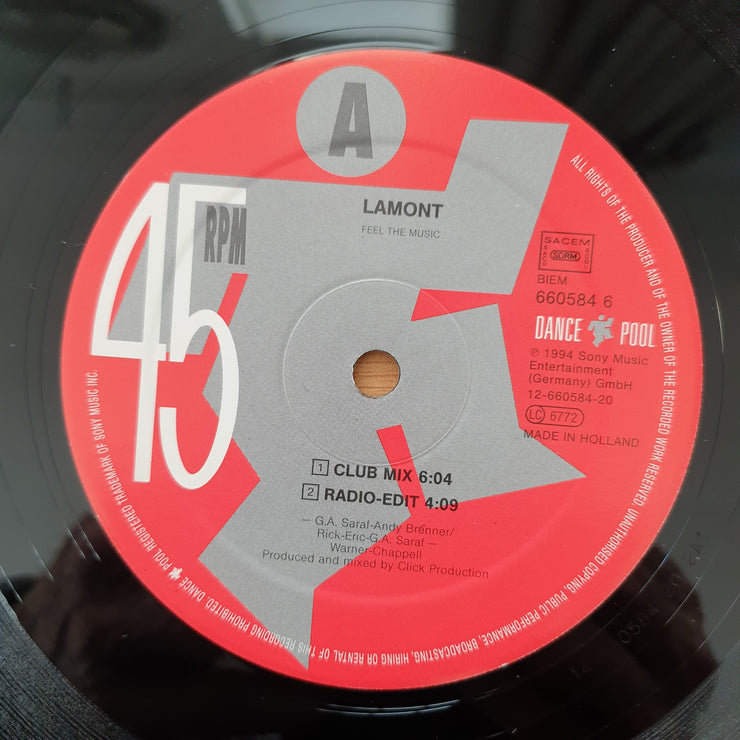 A
45
RPM
LAMONT
FEEL THE MUSIC
SACEM
SDRM
BIEM
660584 6
DANCE POOL
℗ 1994 Sony Music
Entertainment
(Germany) GmbH
12-660584-20
LC 6772
MADE IN HOLLAND
1 CLUB MIX 6:04
2 RADIO-EDIT 4:09
— G.A. Saraf-Andy Brenner/
Rick-Eric-G.A. Saraf —
Warner-Chappell
Produced and mixed by Click Production
ALL RIGHTS OF THE PRODUCER AND OF THE OWNER OF THE RECORDED WORK RESERVED. UNAUTHORISED COPYING, PUBLIC PERFORMANCE, BROADCASTING, HIRING OR RENTAL OF THIS RECORDING PROHIBITED. DANCE POOL REGISTERED TRADEMARK OF SONY MUSIC INC.